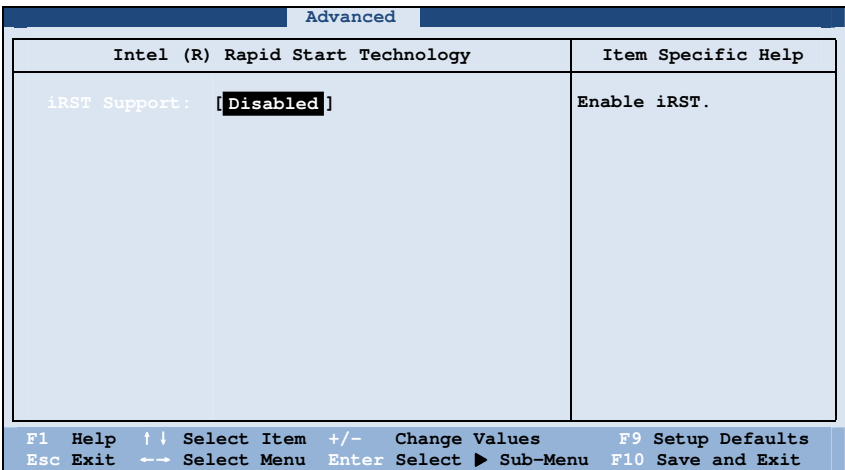 Advanced
Intel (R) Rapid Start Technology
Item Specific Help
iRST Support: [Disabled]
Enable iRST.
F1 Help ↑↓ Select Item +/- Change Values F9 Setup Defaults
Esc Exit ←→ Select Menu Enter Select ▶ Sub-Menu F10 Save and Exit